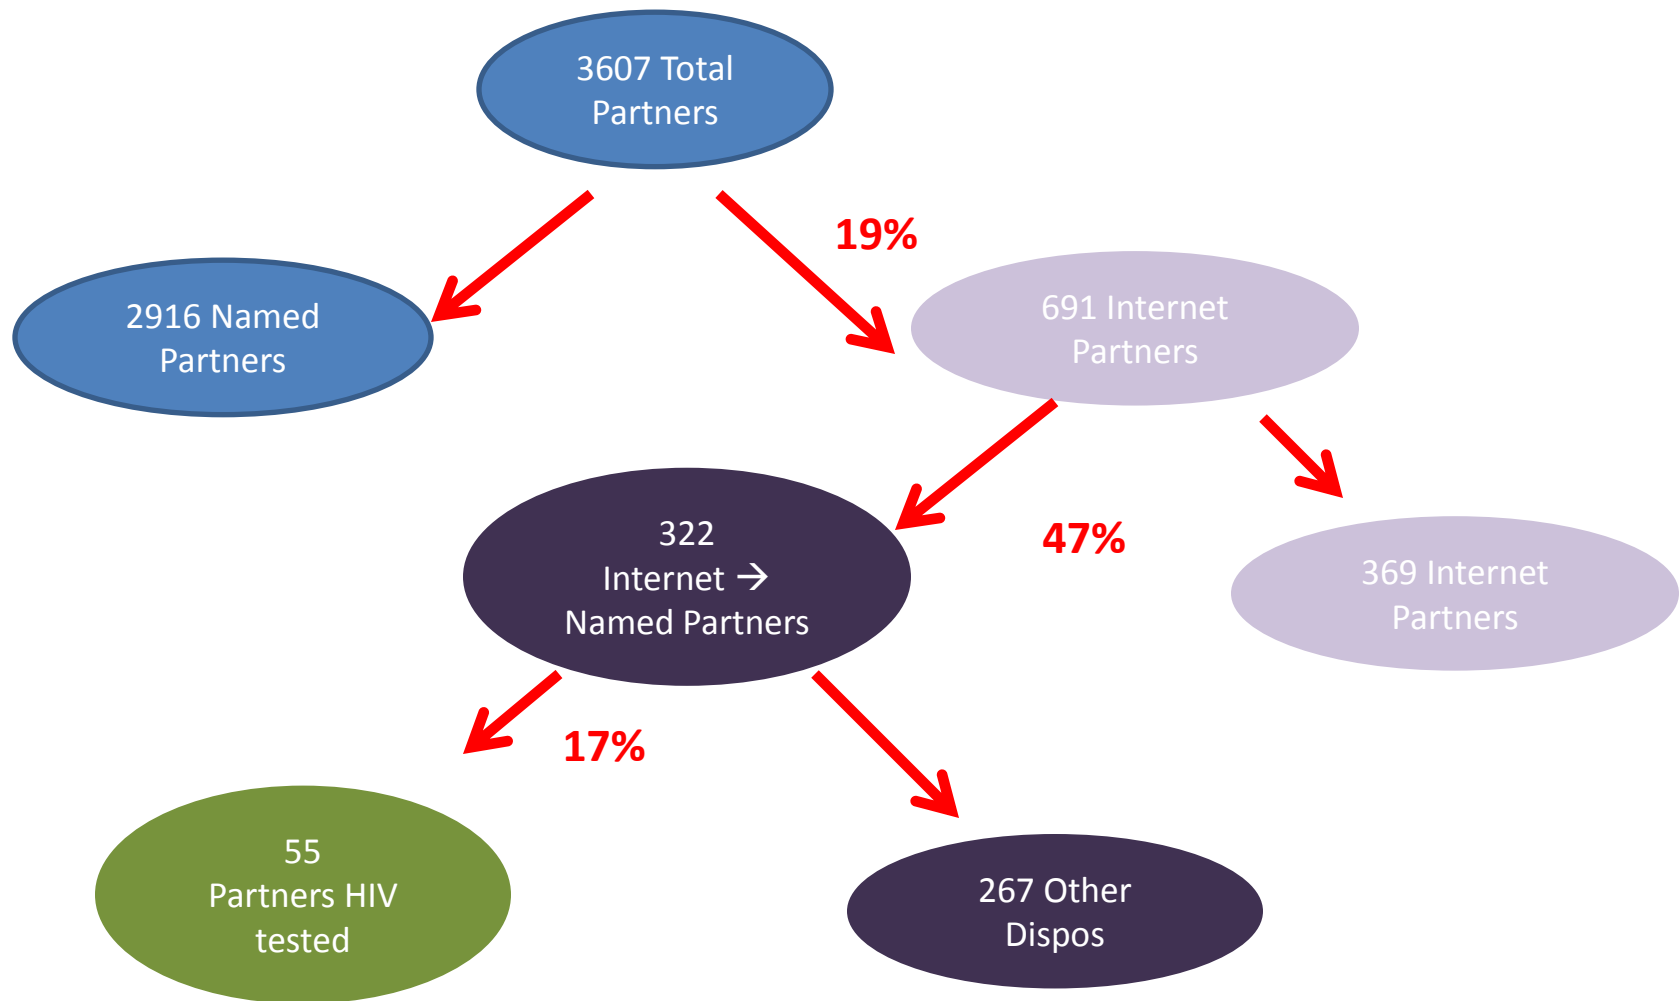 3607 Total
Partners
19%
2916 Named
Partners
691 Internet
Partners
322
Internet →
Named Partners
47%
369 Internet
Partners
17%
55
Partners HIV
tested
267 Other
Dispos